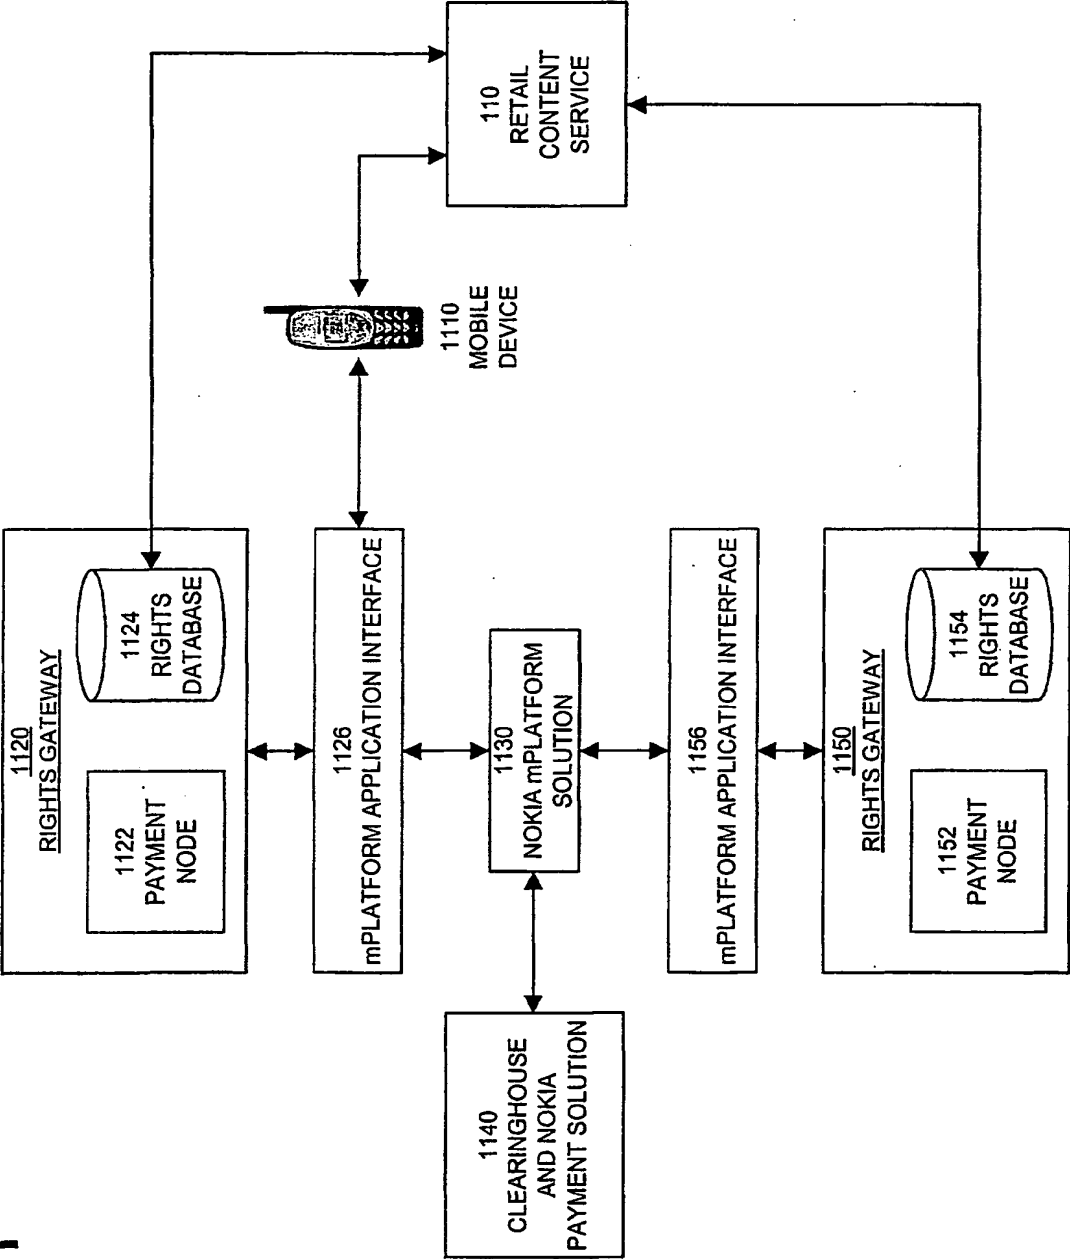 1120
RIGHTS GATEWAY
1122
PAYMENT
NODE
1124
RIGHTS
DATABASE
1126
mPLATFORM APPLICATION INTERFACE
1110
MOBILE
DEVICE
110
RETAIL
CONTENT
SERVICE
1140
CLEARINGHOUSE
AND NOKIA
PAYMENT SOLUTION
1130
NOKIA mPLATFORM
SOLUTION
1156
mPLATFORM APPLICATION INTERFACE
1150
RIGHTS GATEWAY
1152
PAYMENT
NODE
1154
RIGHTS
DATABASE